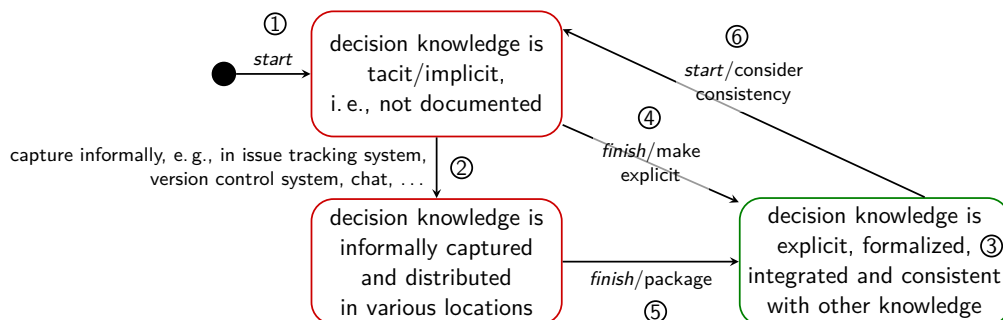 ①
start
decision knowledge is
tacit/implicit,
i. e., not documented
⑥
start/consider
consistency
④
finish/make
explicit
capture informally, e. g., in issue tracking system,
version control system, chat, …
②
decision knowledge is
informally captured
and distributed
in various locations
finish/package
⑤
decision knowledge is
explicit, formalized, ③
integrated and consistent
with other knowledge